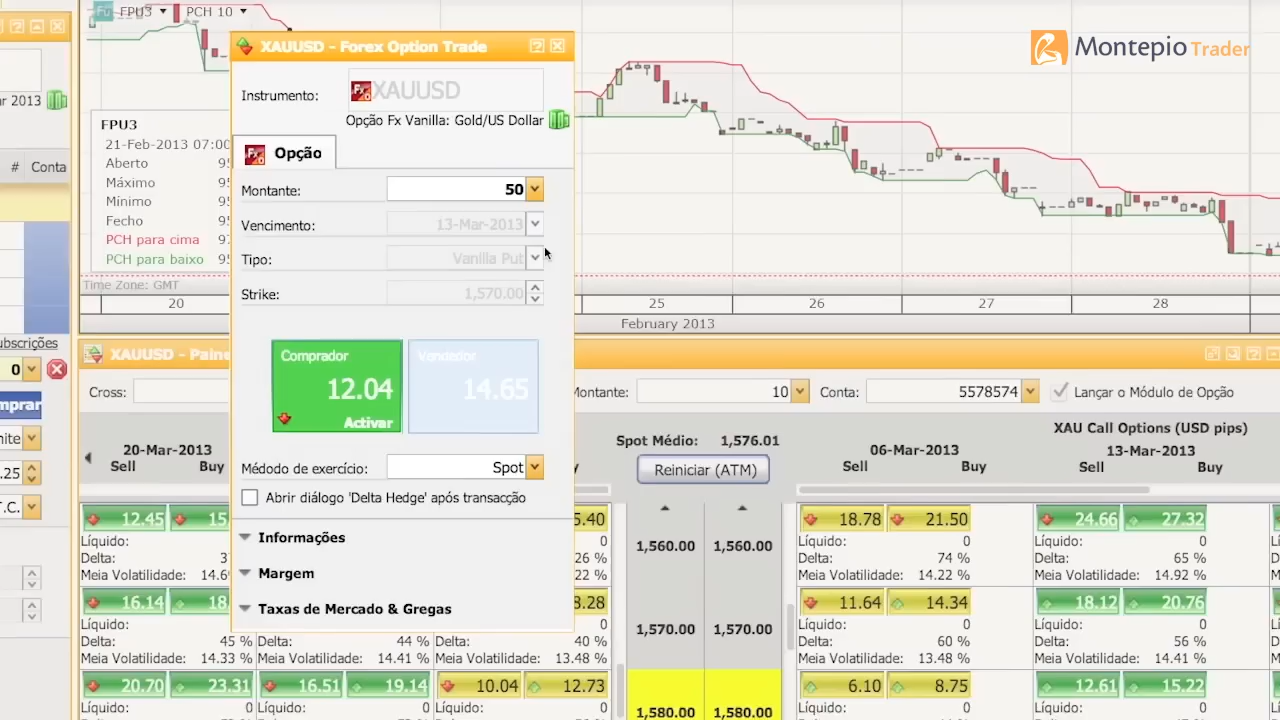 FPU3 PCH 10
Montepio Trader
XAUUSD - Forex Option Trade
Instrumento: XAUUSD
Opção Fx Vanilla: Gold/US Dollar
Opção
Montante: 50
Vencimento: 13-Mar-2013
Tipo: Vanilla Put
Strike: 1,570.00
Comprador
12.04
Activar
Vendedor
14.65
Médodo de exercício: Spot
Abrir diálogo 'Delta Hedge' após transacção
Informações
Margem
Taxas de Mercado & Gregas
2013
# Conta
0
.25
FPU3
21-Feb-2013 07:00
Aberto
Máximo
Mínimo
Fecho
PCH para cima
PCH para baixo
Time Zone: GMT
20 25 26 27 28
February 2013
XAUUSD -
Cross:
Montante: 10 Conta: 5578574 Lançar o Módulo de Opção
XAU Call Options (USD pips)
20-Mar-2013
Sell Buy
Spot Médio: 1,576.01
Reiniciar (ATM)
06-Mar-2013
Sell Buy
13-Mar-2013
Sell Buy
12.45
Líquido: 0
Delta: 26 %
Meia Volatilidade:
1,560.00 1,560.00
18.78 21.50 24.66 27.32
Líquido: 0 Líquido: 0
Delta: 74 % Delta: 65 %
Meia Volatilidade: 14.22 % Meia Volatilidade: 14.92 %
16.14
Líquido: 0
Delta: 45 % Delta: 44 % Delta: 40 %
Meia Volatilidade: 14.33 % Meia Volatilidade: 14.41 % Meia Volatilidade: 13.48 %
1,570.00 1,570.00
11.64 14.34 18.12 20.76
Líquido: 0 Líquido: 0
Delta: 60 % Delta: 56 %
Meia Volatilidade: 13.48 % Meia Volatilidade: 14.41 %
20.70 23.31 16.51 19.14 10.04 12.73
Líquido: 0 Líquido: 0 Líquido: 0
1,580.00 1,580.00
6.10 8.75 12.61 15.22
Líquido: 0 Líquido: 0